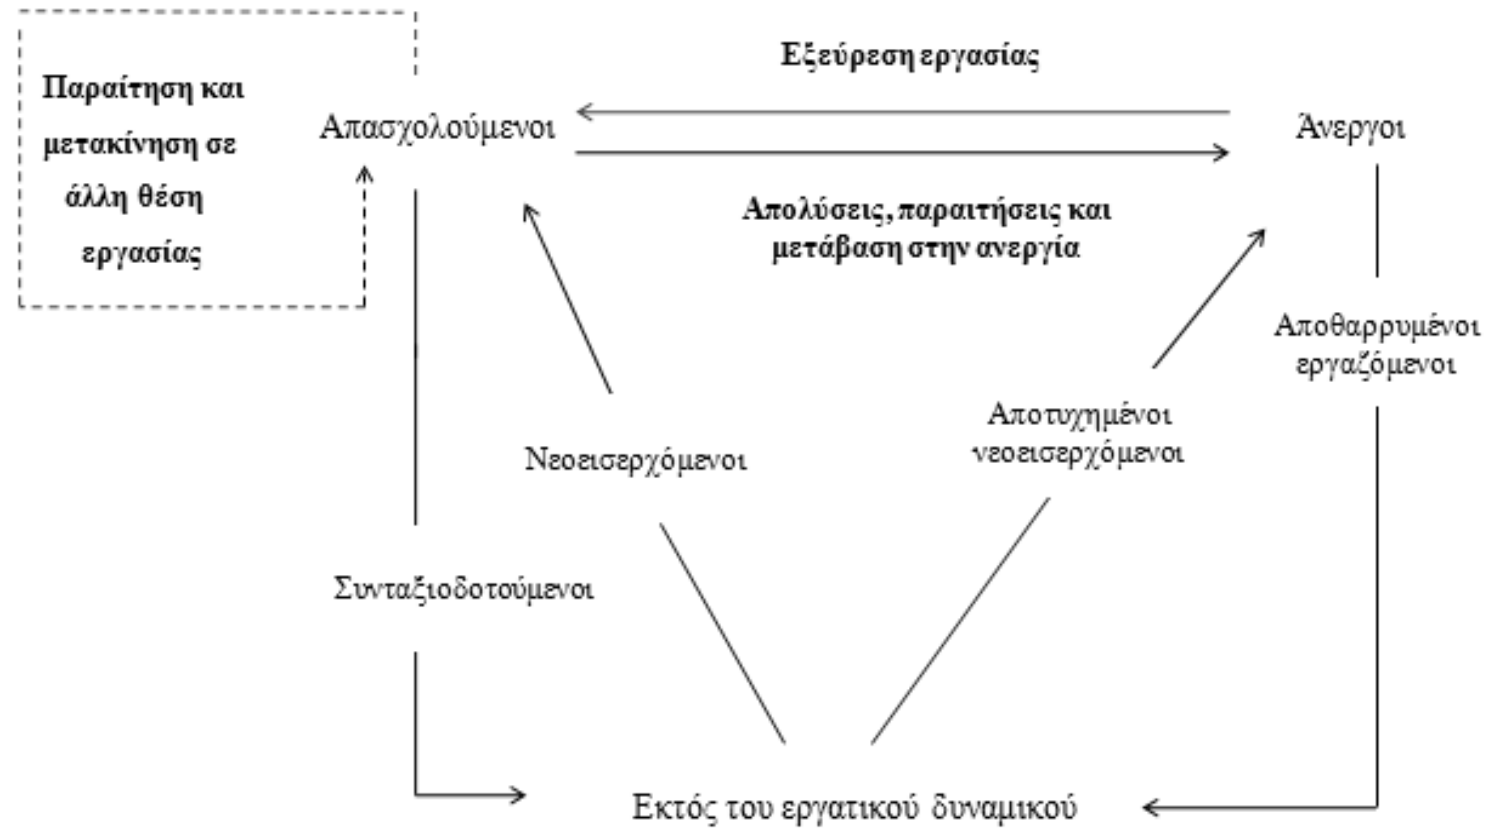 Εξεύρεση εργασίας
Παραίτηση και
μετακίνηση σε
άλλη θέση
εργασίας
Απασχολούμενοι
Άνεργοι
Απολύσεις, παραιτήσεις και
μετάβαση στην ανεργία
Αποθαρρυμένοι
εργαζόμενοι
Αποτυχημένοι
νεοεισερχόμενοι
Νεοεισερχόμενοι
Συνταξιοδοτούμενοι
Εκτός του εργατικού δυναμικού